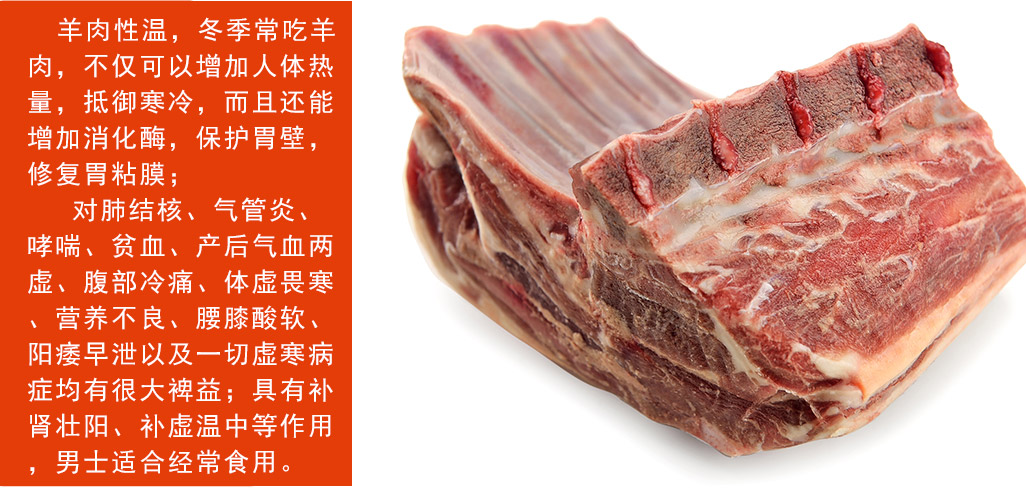 羊肉性温，冬季常吃羊
肉，不仅可以增加人体热
量，抵御寒冷，而且还能
增加消化酶，保护胃壁，
修复胃粘膜；
对肺结核、气管炎、
哮喘、贫血、产后气血两
虚、腹部冷痛、体虚畏寒
、营养不良、腰膝酸软、
阳痿早泄以及一切虚寒病
症均有很大裨益；具有补
肾壮阳、补虚温中等作用
，男士适合经常食用。